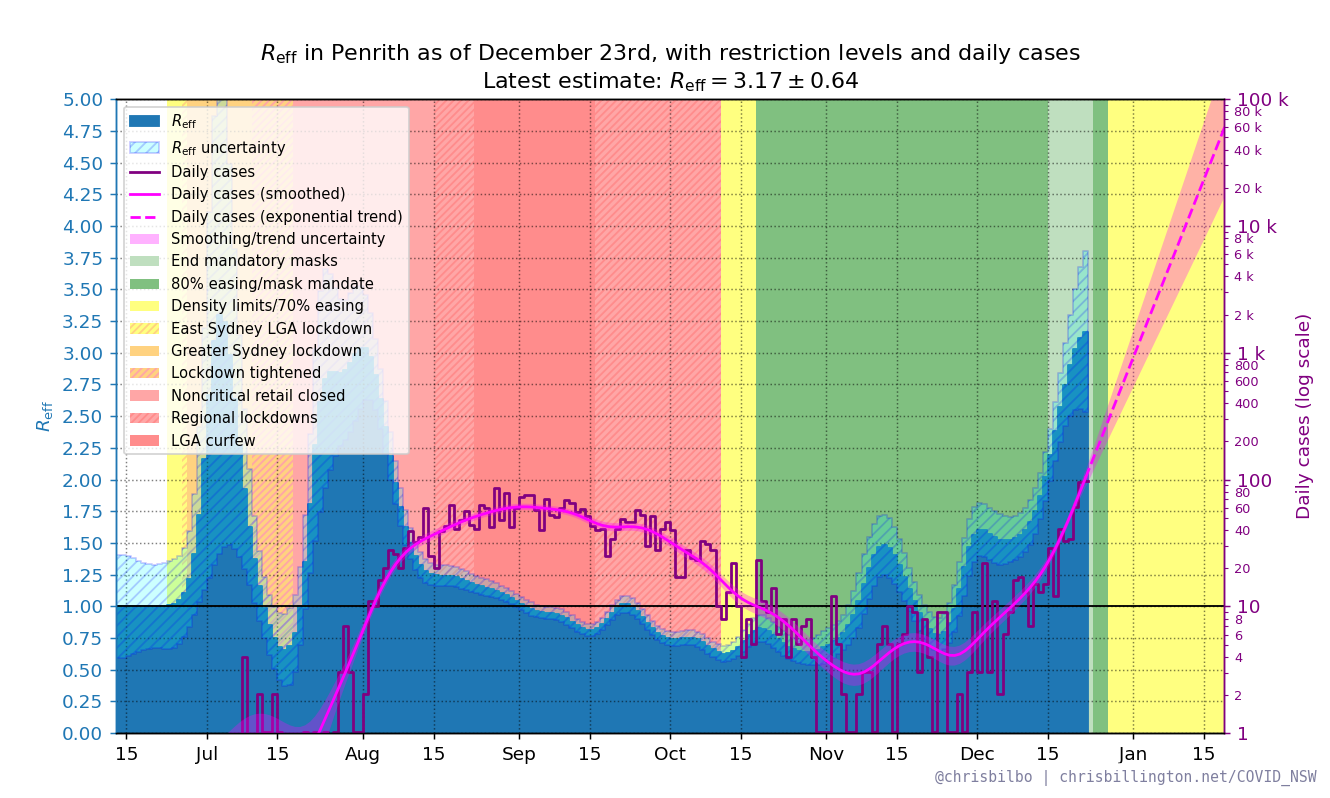 R_eff in Penrith as of December 23rd, with restriction levels and daily cases
Latest estimate: R_eff = 3.17 ± 0.64
R_eff
R_eff uncertainty
Daily cases
Daily cases (smoothed)
Daily cases (exponential trend)
Smoothing/trend uncertainty
End mandatory masks
80% easing/mask mandate
Density limits/70% easing
East Sydney LGA lockdown
Greater Sydney lockdown
Lockdown tightened
Noncritical retail closed
Regional lockdowns
LGA curfew
R_eff
5.00
4.75
4.50
4.25
4.00
3.75
3.50
3.25
3.00
2.75
2.50
2.25
2.00
1.75
1.50
1.25
1.00
0.75
0.50
0.25
0.00
100 k
80 k
60 k
40 k
20 k
10 k
8 k
6 k
4 k
2 k
1 k
800
600
400
200
100
80
60
40
20
10
8
6
4
2
1
Daily cases (log scale)
15 Jul 15 Aug 15 Sep 15 Oct 15 Nov 15 Dec 15 Jan 15
@chrisbilbo | chrisbillington.net/COVID_NSW